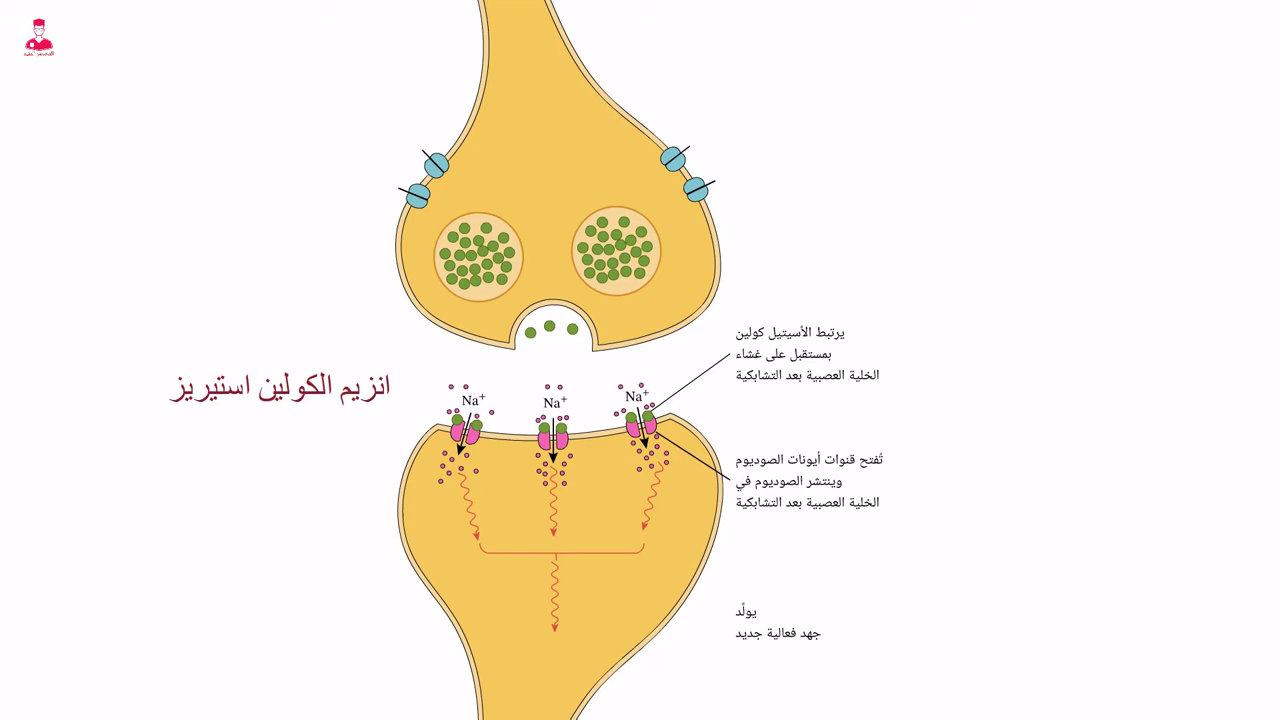 يرتبط الأسيتيل كولين
بمستقبل على غشاء
الخلية العصبية بعد التشابكية
انزيم الكولين استيريز
Na⁺
Na⁺
Na⁺
تُفتح قنوات أيونات الصوديوم
وينتشر الصوديوم في
الخلية العصبية بعد التشابكية
يولِّد
جهد فعالية جديد